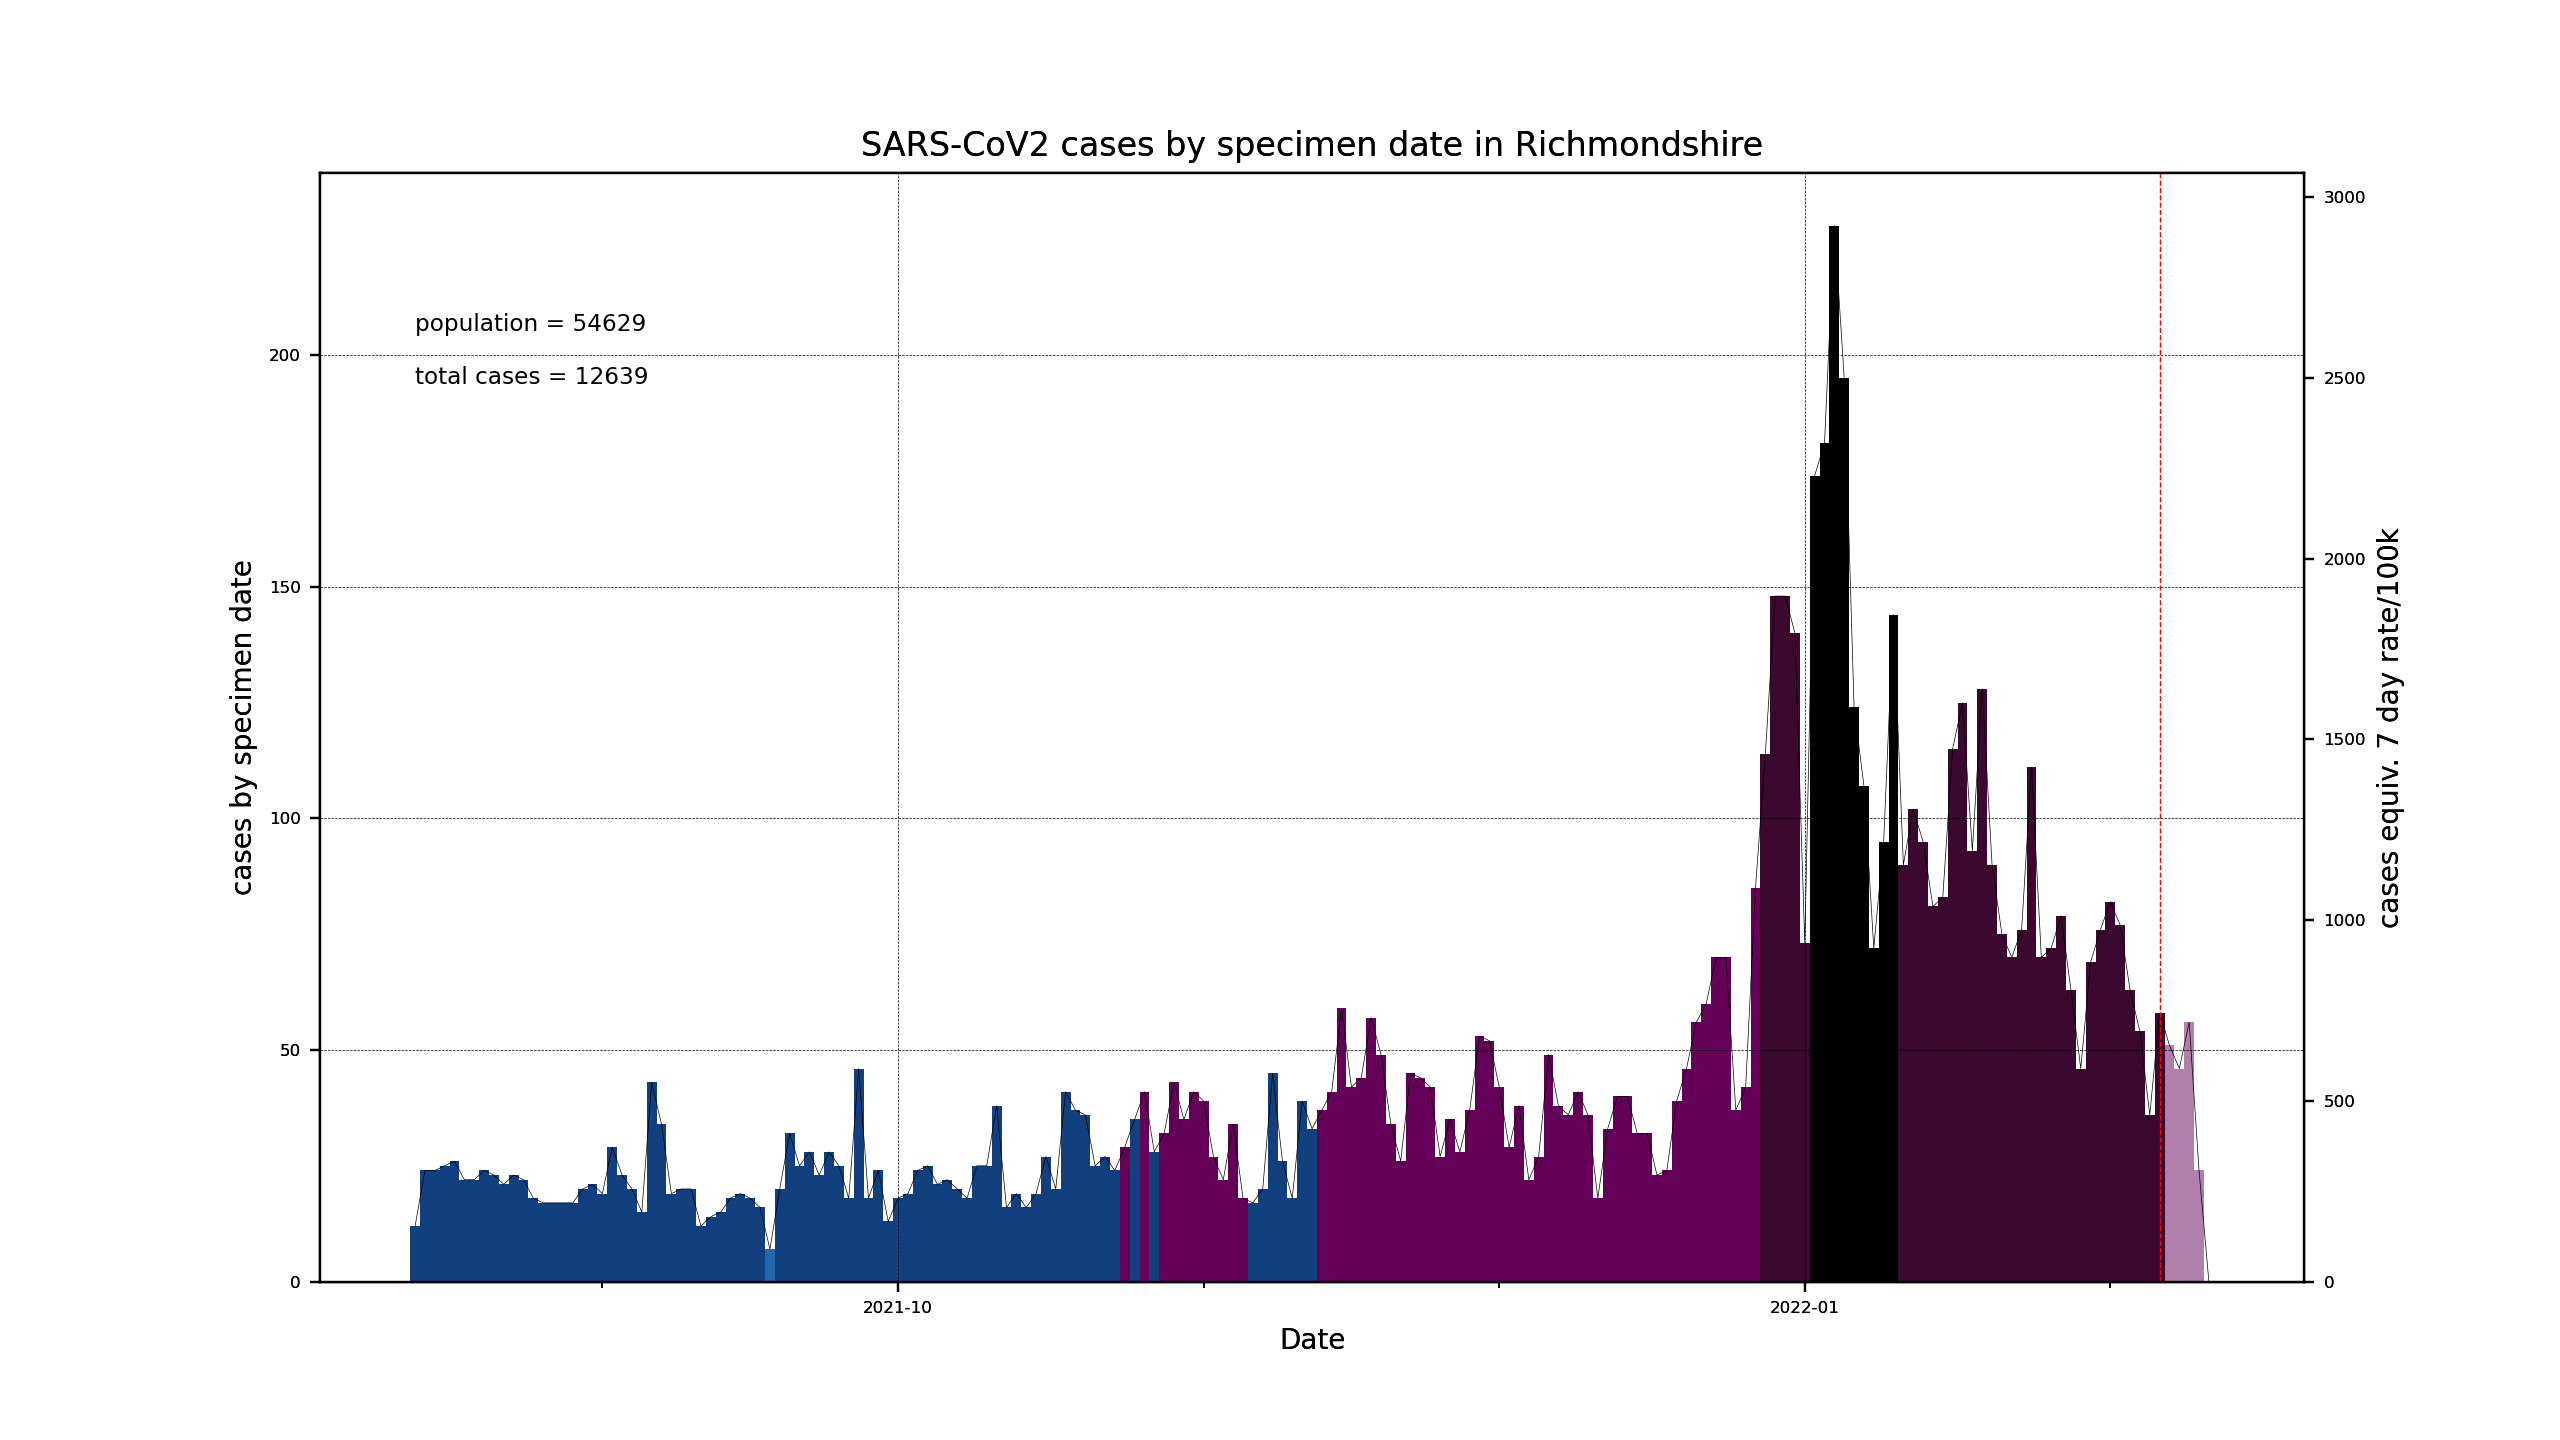 SARS-CoV2 cases by specimen date in Richmondshire
population = 54629
total cases = 12639
cases by specimen date
200
150
100
50
0
3000
2500
2000
1500
1000
500
0
cases equiv. 7 day rate/100k
2021-10
2022-01
Date